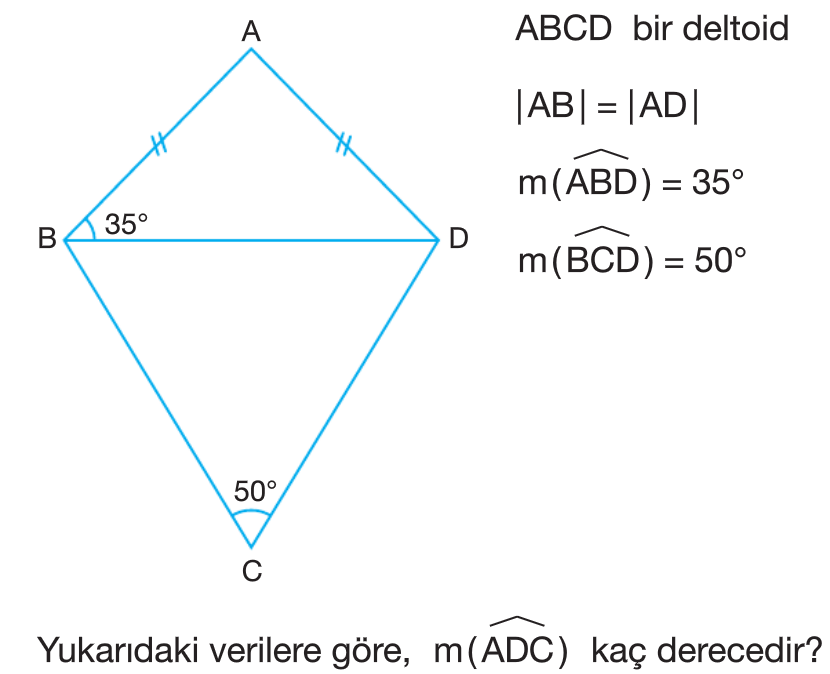 A
ABCD bir deltoid
|AB| = |AD|
m(ABD) = 35°
35°
B
D
m(BCD) = 50°
50°
C
Yukarıdaki verilere göre, m(ADC) kaç derecedir?